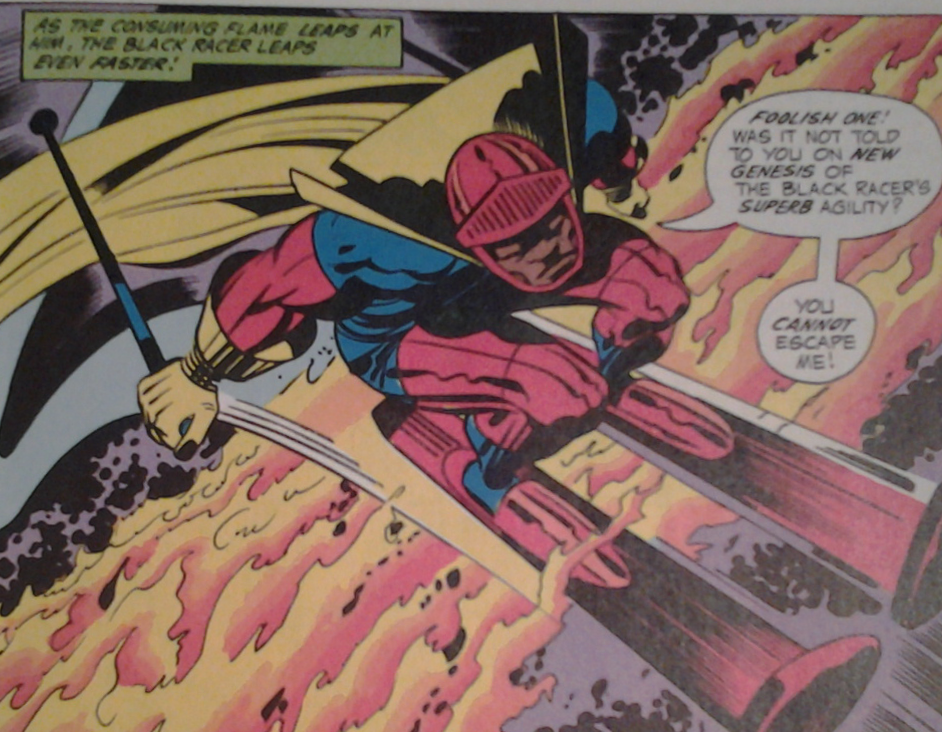 AS THE CONSUMING FLAME LEAPS AT
HIM, THE BLACK RACER LEAPS
EVEN FASTER!
FOOLISH ONE!
WAS IT NOT TOLD
TO YOU ON NEW
GENESIS OF
THE BLACK RACER'S
SUPERB AGILITY?
YOU
CANNOT
ESCAPE
ME!